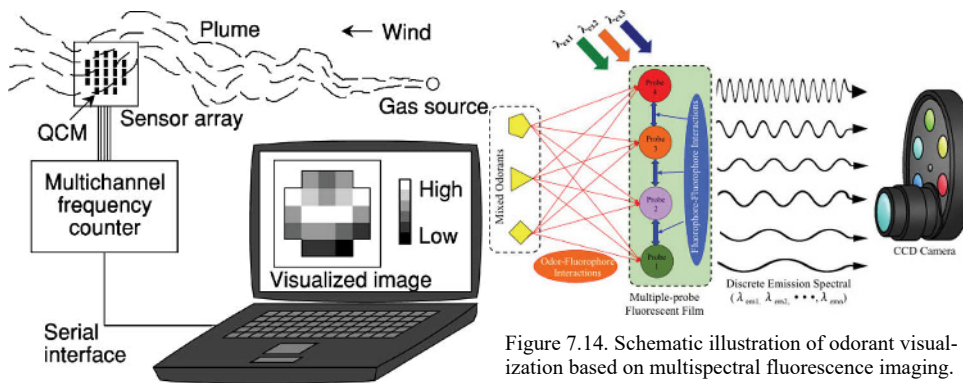 Plume
Wind
Gas source
QCM
Sensor array
Multichannel
frequency
counter
High
Low
Visualized image
Serial
interface
λex1 λex2 λex3
Mixed Odorants
Probe
4
Probe
3
Probe
2
Probe
1
Fluorophore-Fluorophore Interactions
Odor-Fluorophore
Interactions
Multiple-probe
Fluorescent Film
Discrete Emission Spectral
( λ em1, λ em2, •••, λ emn)
CCD Camera
Figure 7.14. Schematic illustration of odorant visual-
ization based on multispectral fluorescence imaging.